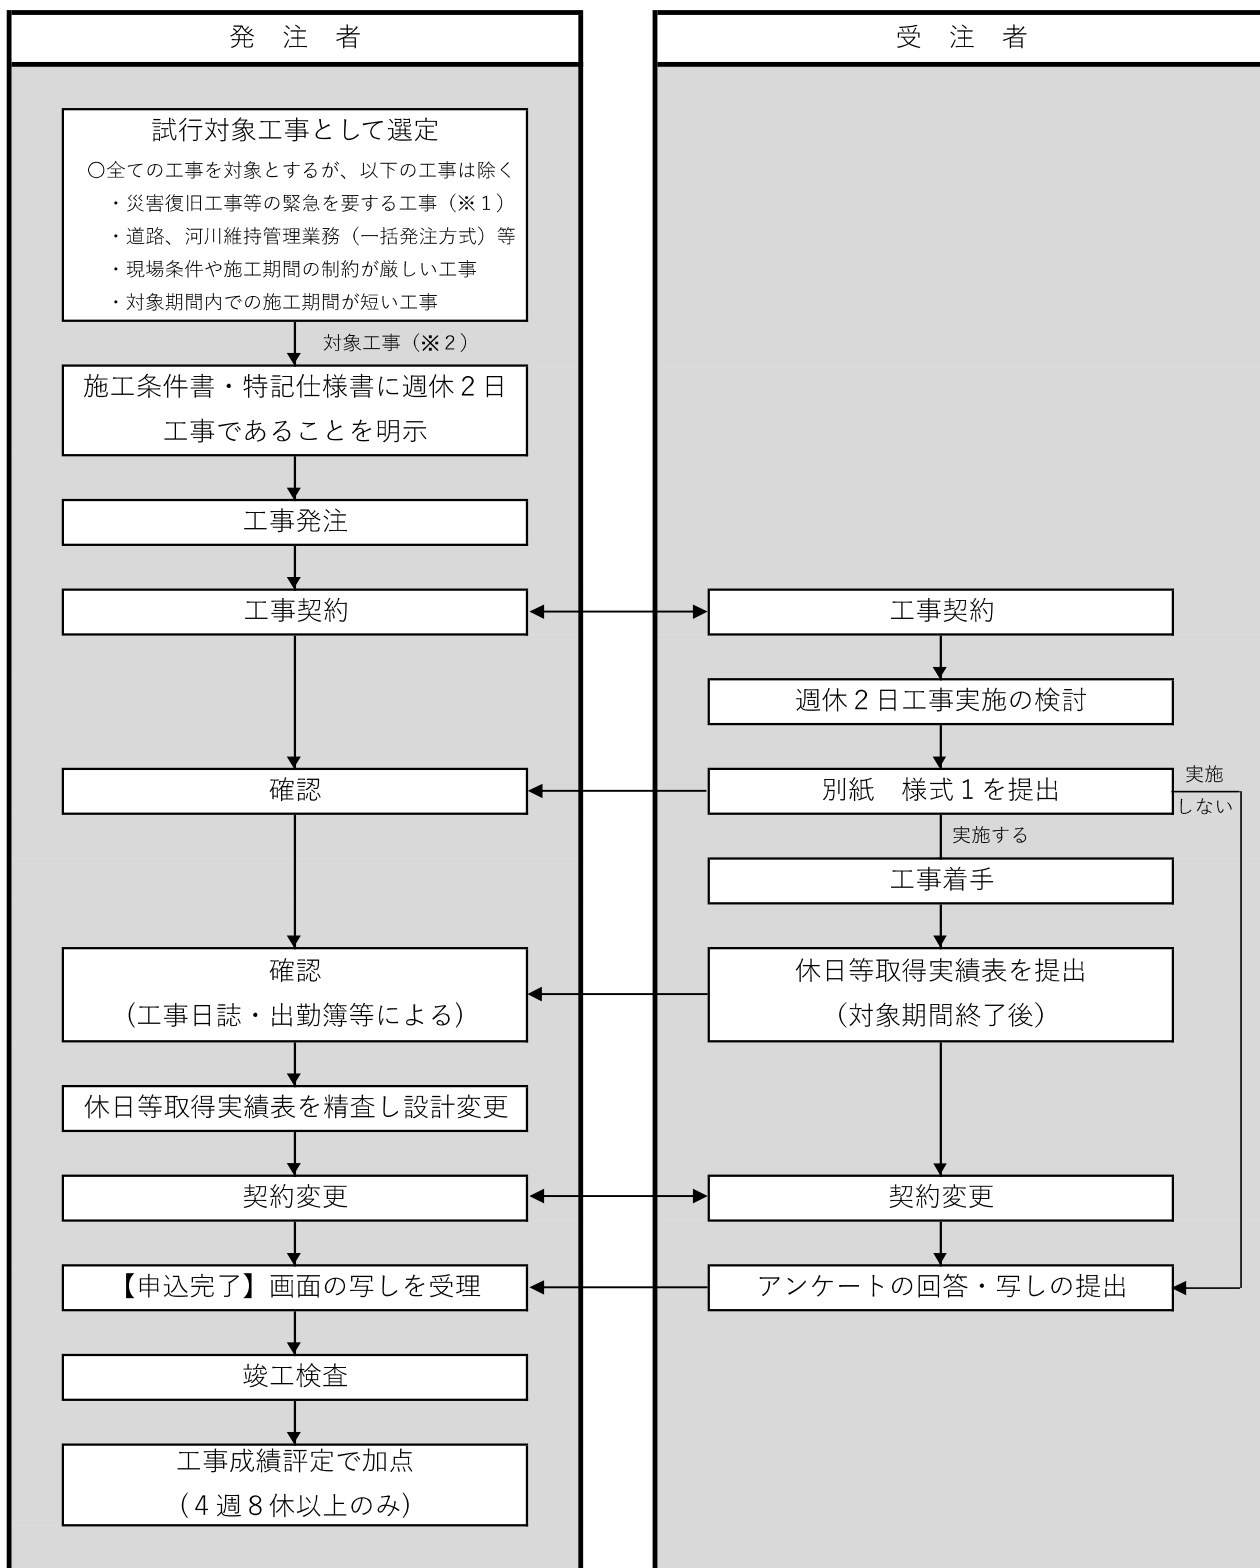 発　注　者
試行対象工事として選定
〇全ての工事を対象とするが、以下の工事は除く
・災害復旧工事等の緊急を要する工事（※１）
・道路、河川維持管理業務（一括発注方式）等
・現場条件や施工期間の制約が厳しい工事
・対象期間内での施工期間が短い工事
対象工事（※２）
施工条件書・特記仕様書に週休２日
工事であることを明示
工事発注
工事契約
確認
確認
（工事日誌・出勤簿等による）
休日等取得実績表を精査し設計変更
契約変更
【申込完了】画面の写しを受理
竣工検査
工事成績評定で加点
（４週８休以上のみ）
受　注　者
工事契約
週休２日工事実施の検討
別紙　様式１を提出
実施
しない
実施する
工事着手
休日等取得実績表を提出
（対象期間終了後）
契約変更
アンケートの回答・写しの提出